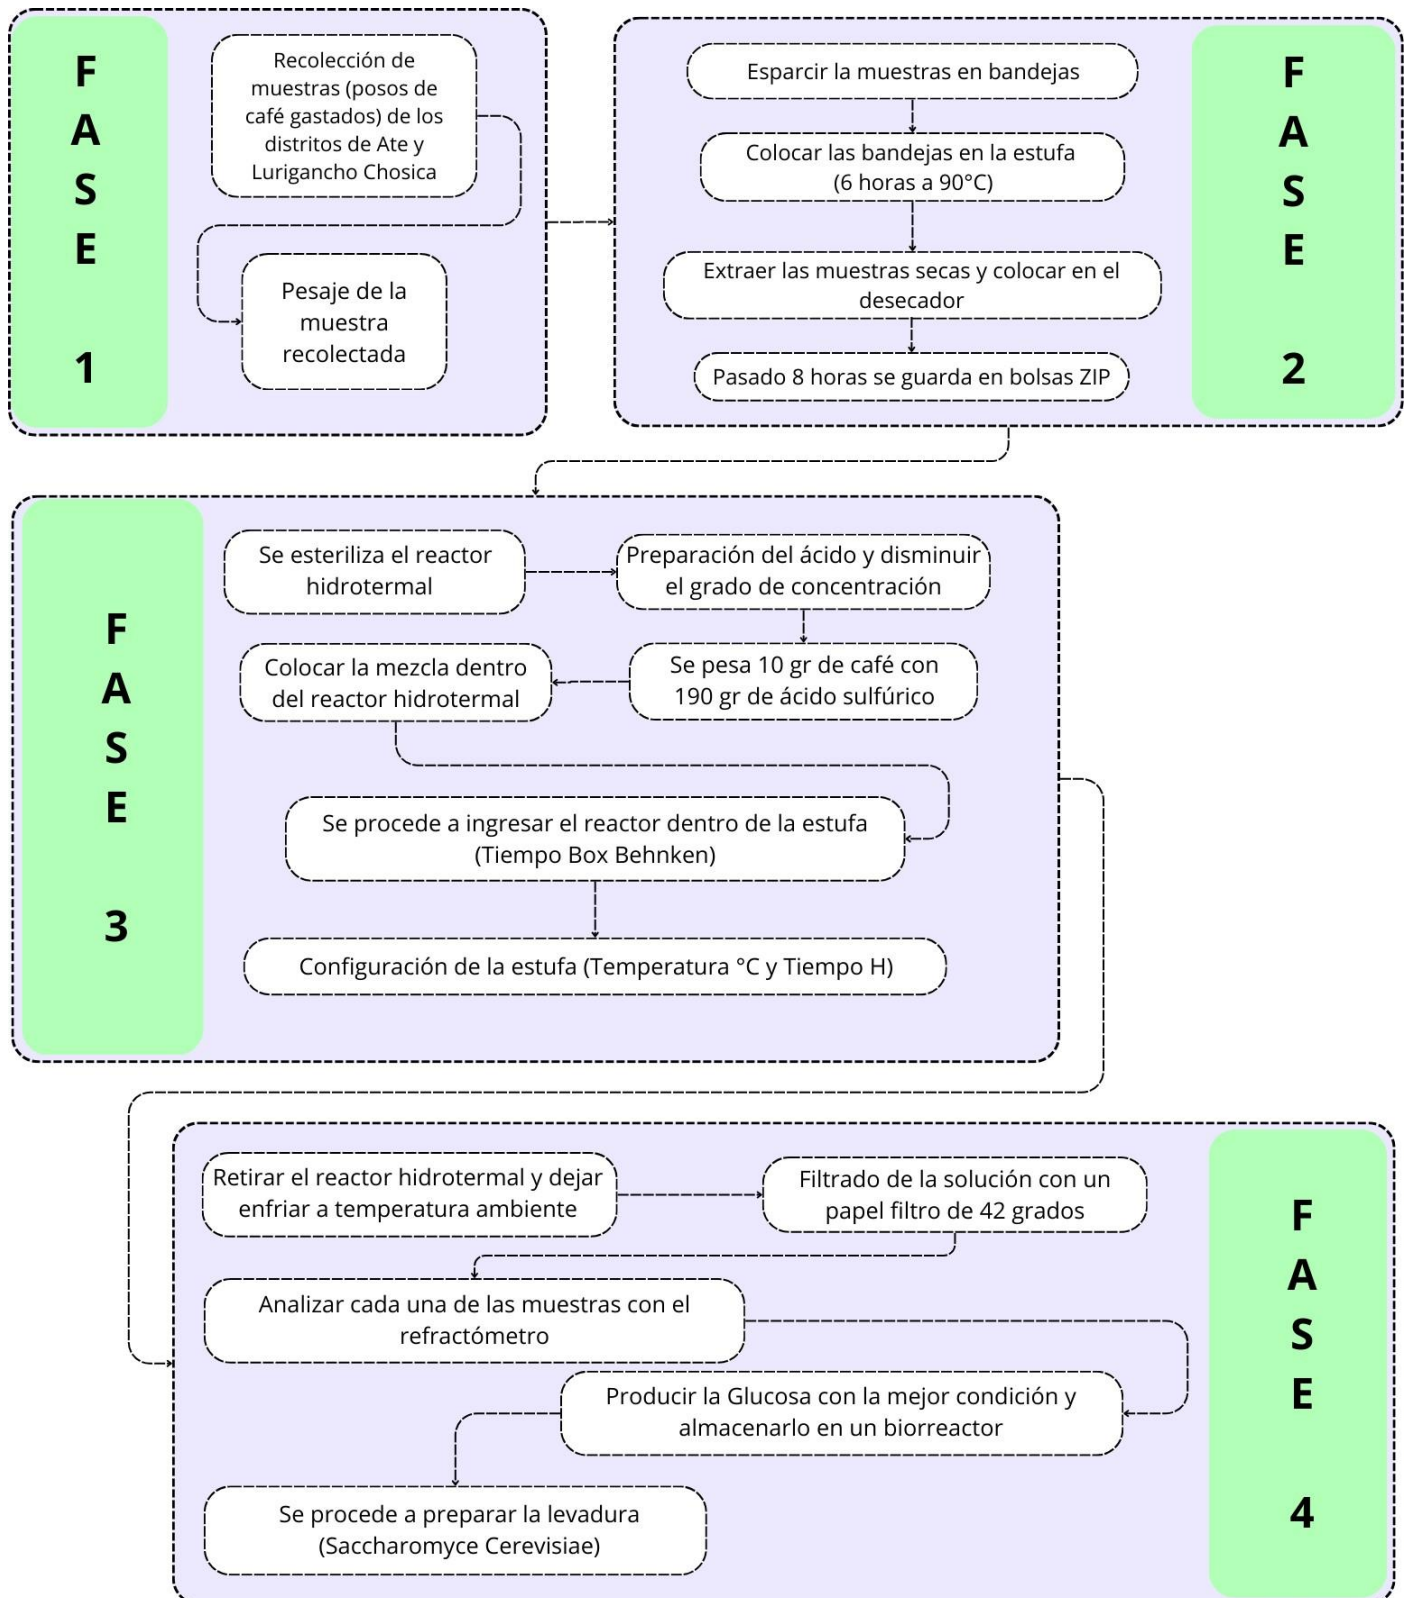 F
A
S
E
1
Recolección de
muestras (posos de
café gastados) de los
distritos de Ate y
Lurigancho Chosica
Pesaje de la
muestra
recolectada
Esparcir la muestras en bandejas
Colocar las bandejas en la estufa
(6 horas a 90°C)
Extraer las muestras secas y colocar en el
desecador
Pasado 8 horas se guarda en bolsas ZIP
F
A
S
E
2
F
A
S
E
3
Se esteriliza el reactor
hidrotermal
Preparación del ácido y disminuir
el grado de concentración
Se pesa 10 gr de café con
190 gr de ácido sulfúrico
Colocar la mezcla dentro
del reactor hidrotermal
Se procede a ingresar el reactor dentro de la estufa
(Tiempo Box Behnken)
Configuración de la estufa (Temperatura °C y Tiempo H)
Retirar el reactor hidrotermal y dejar
enfriar a temperatura ambiente
Filtrado de la solución con un
papel filtro de 42 grados
Analizar cada una de las muestras con el
refractómetro
Producir la Glucosa con la mejor condición y
almacenarlo en un biorreactor
Se procede a preparar la levadura
(Saccharomyce Cerevisiae)
F
A
S
E
4